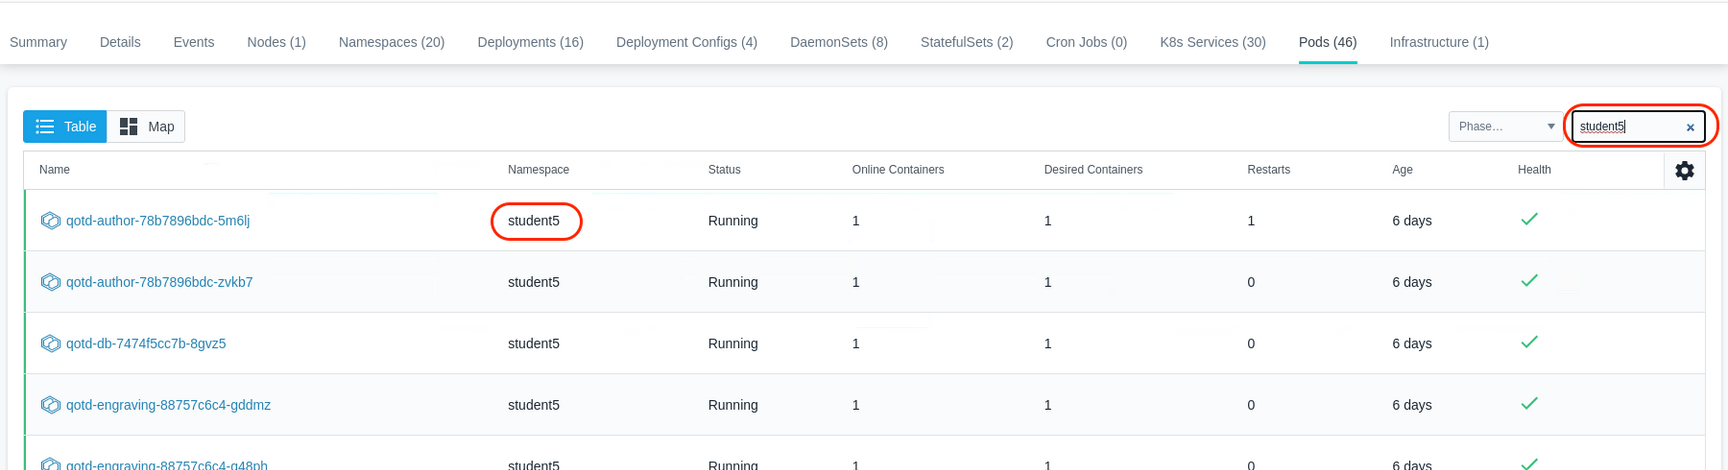 Summary Details Events Nodes (1) Namespaces (20) Deployments (16) Deployment Configs (4) DaemonSets (8) StatefulSets (2) Cron Jobs (0) K8s Services (30) Pods (46) Infrastructure (1)
Table Map Phase... student5
Name Namespace Status Online Containers Desired Containers Restarts Age Health
qotd-author-78b7896bdc-5m6lj student5 Running 1 1 1 6 days
qotd-author-78b7896bdc-zvkb7 student5 Running 1 1 0 6 days
qotd-db-7474f5cc7b-8gvz5 student5 Running 1 1 0 6 days
qotd-engraving-88757c6c4-gddmz student5 Running 1 1 0 6 days
qotd-engraving-88757c6c4-g48ph student5 Running 1 1 0 6 days